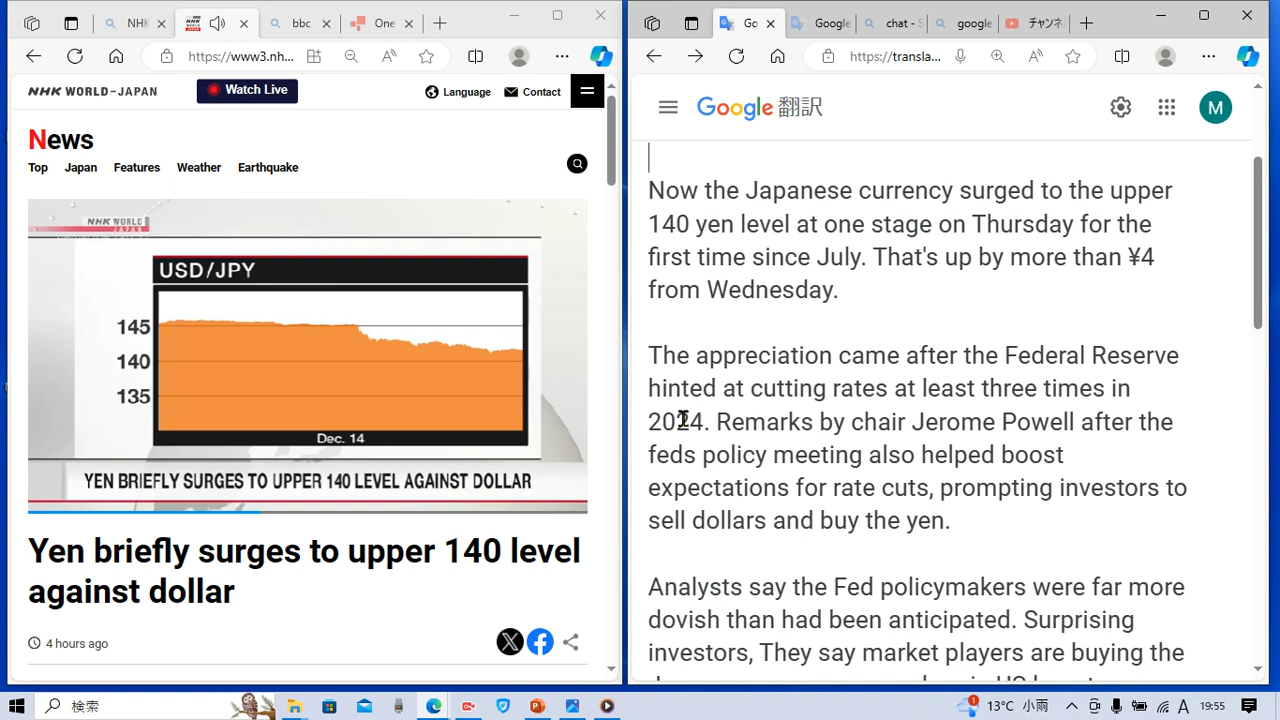 NHK
bbc
One
https://www3.nh...
NHK WORLD-JAPAN
Watch Live
Language
Contact
News
Top
Japan
Features
Weather
Earthquake
NHK WORLD
JAPAN
USD/JPY
145
140
135
Dec. 14
YEN BRIEFLY SURGES TO UPPER 140 LEVEL AGAINST DOLLAR
Yen briefly surges to upper 140 level
against dollar
4 hours ago
Go
Google
chat - S
google
チャンネ
https://transla...
Google 翻訳
M
Now the Japanese currency surged to the upper
140 yen level at one stage on Thursday for the
first time since July. That's up by more than ¥4
from Wednesday.
The appreciation came after the Federal Reserve
hinted at cutting rates at least three times in
2024. Remarks by chair Jerome Powell after the
feds policy meeting also helped boost
expectations for rate cuts, prompting investors to
sell dollars and buy the yen.
Analysts say the Fed policymakers were far more
dovish than had been anticipated. Surprising
investors, They say market players are buying the
検索
1
13°C 小雨
A
19:55